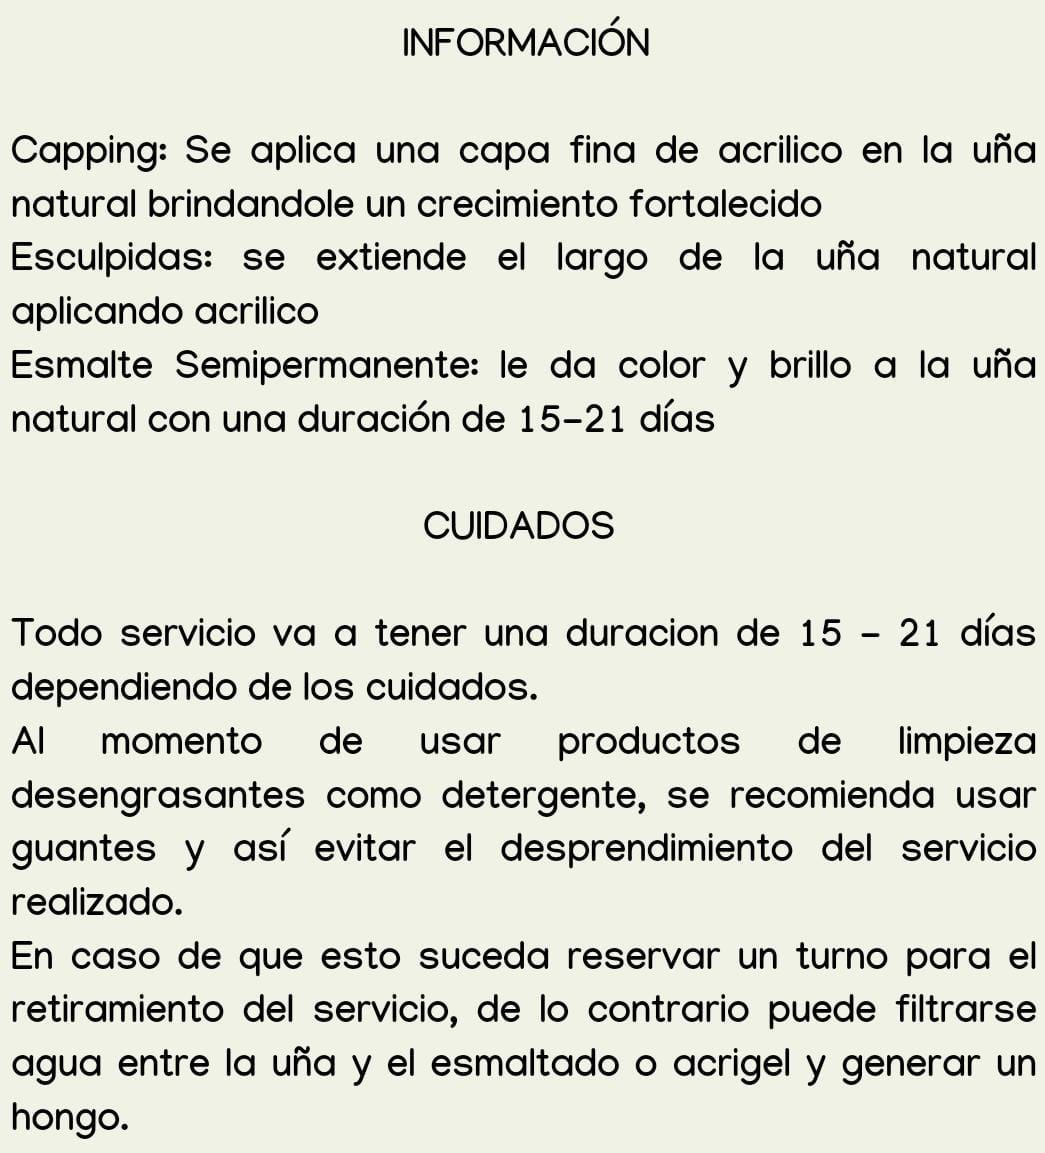 INFORMACIÓN
Capping: Se aplica una capa fina de acrilico en la uña
natural brindandole un crecimiento fortalecido
Esculpidas: se extiende el largo de la uña natural
aplicando acrilico
Esmalte Semipermanente: le da color y brillo a la uña
natural con una duración de 15-21 días
CUIDADOS
Todo servicio va a tener una duracion de 15 - 21 días
dependiendo de los cuidados.
Al momento de usar productos de limpieza
desengrasantes como detergente, se recomienda usar
guantes y así evitar el desprendimiento del servicio
realizado.
En caso de que esto suceda reservar un turno para el
retiramiento del servicio, de lo contrario puede filtrarse
agua entre la uña y el esmaltado o acrigel y generar un
hongo.